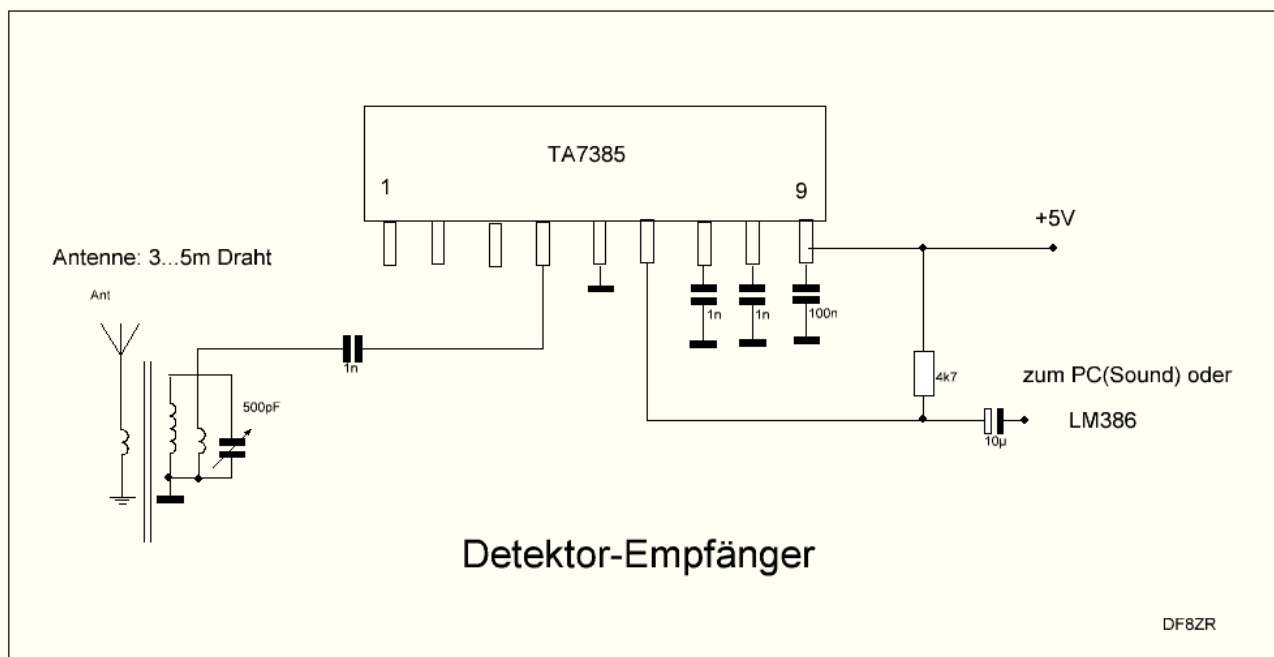 TA7385
1
9
+5V
Antenne: 3...5m Draht
Ant
1n
1n
100n
1n
4k7
zum PC(Sound) oder
500pF
LM386
10µ
Detektor-Empfänger
DF8ZR